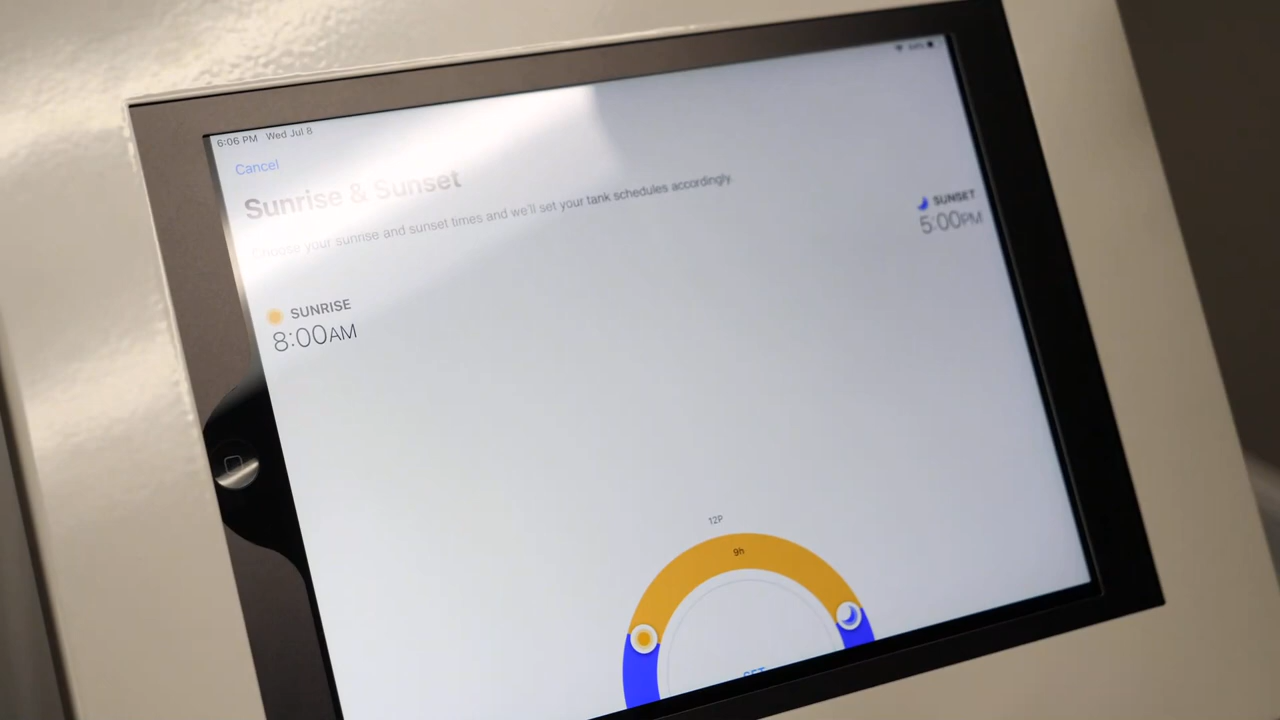 6:06 PM Wed Jul 8
Cancel
Sunrise & Sunset
Choose your sunrise and sunset times and we'll set your tank schedules accordingly.
SUNRISE
8:00AM
SUNSET
5:00PM
12P
9h